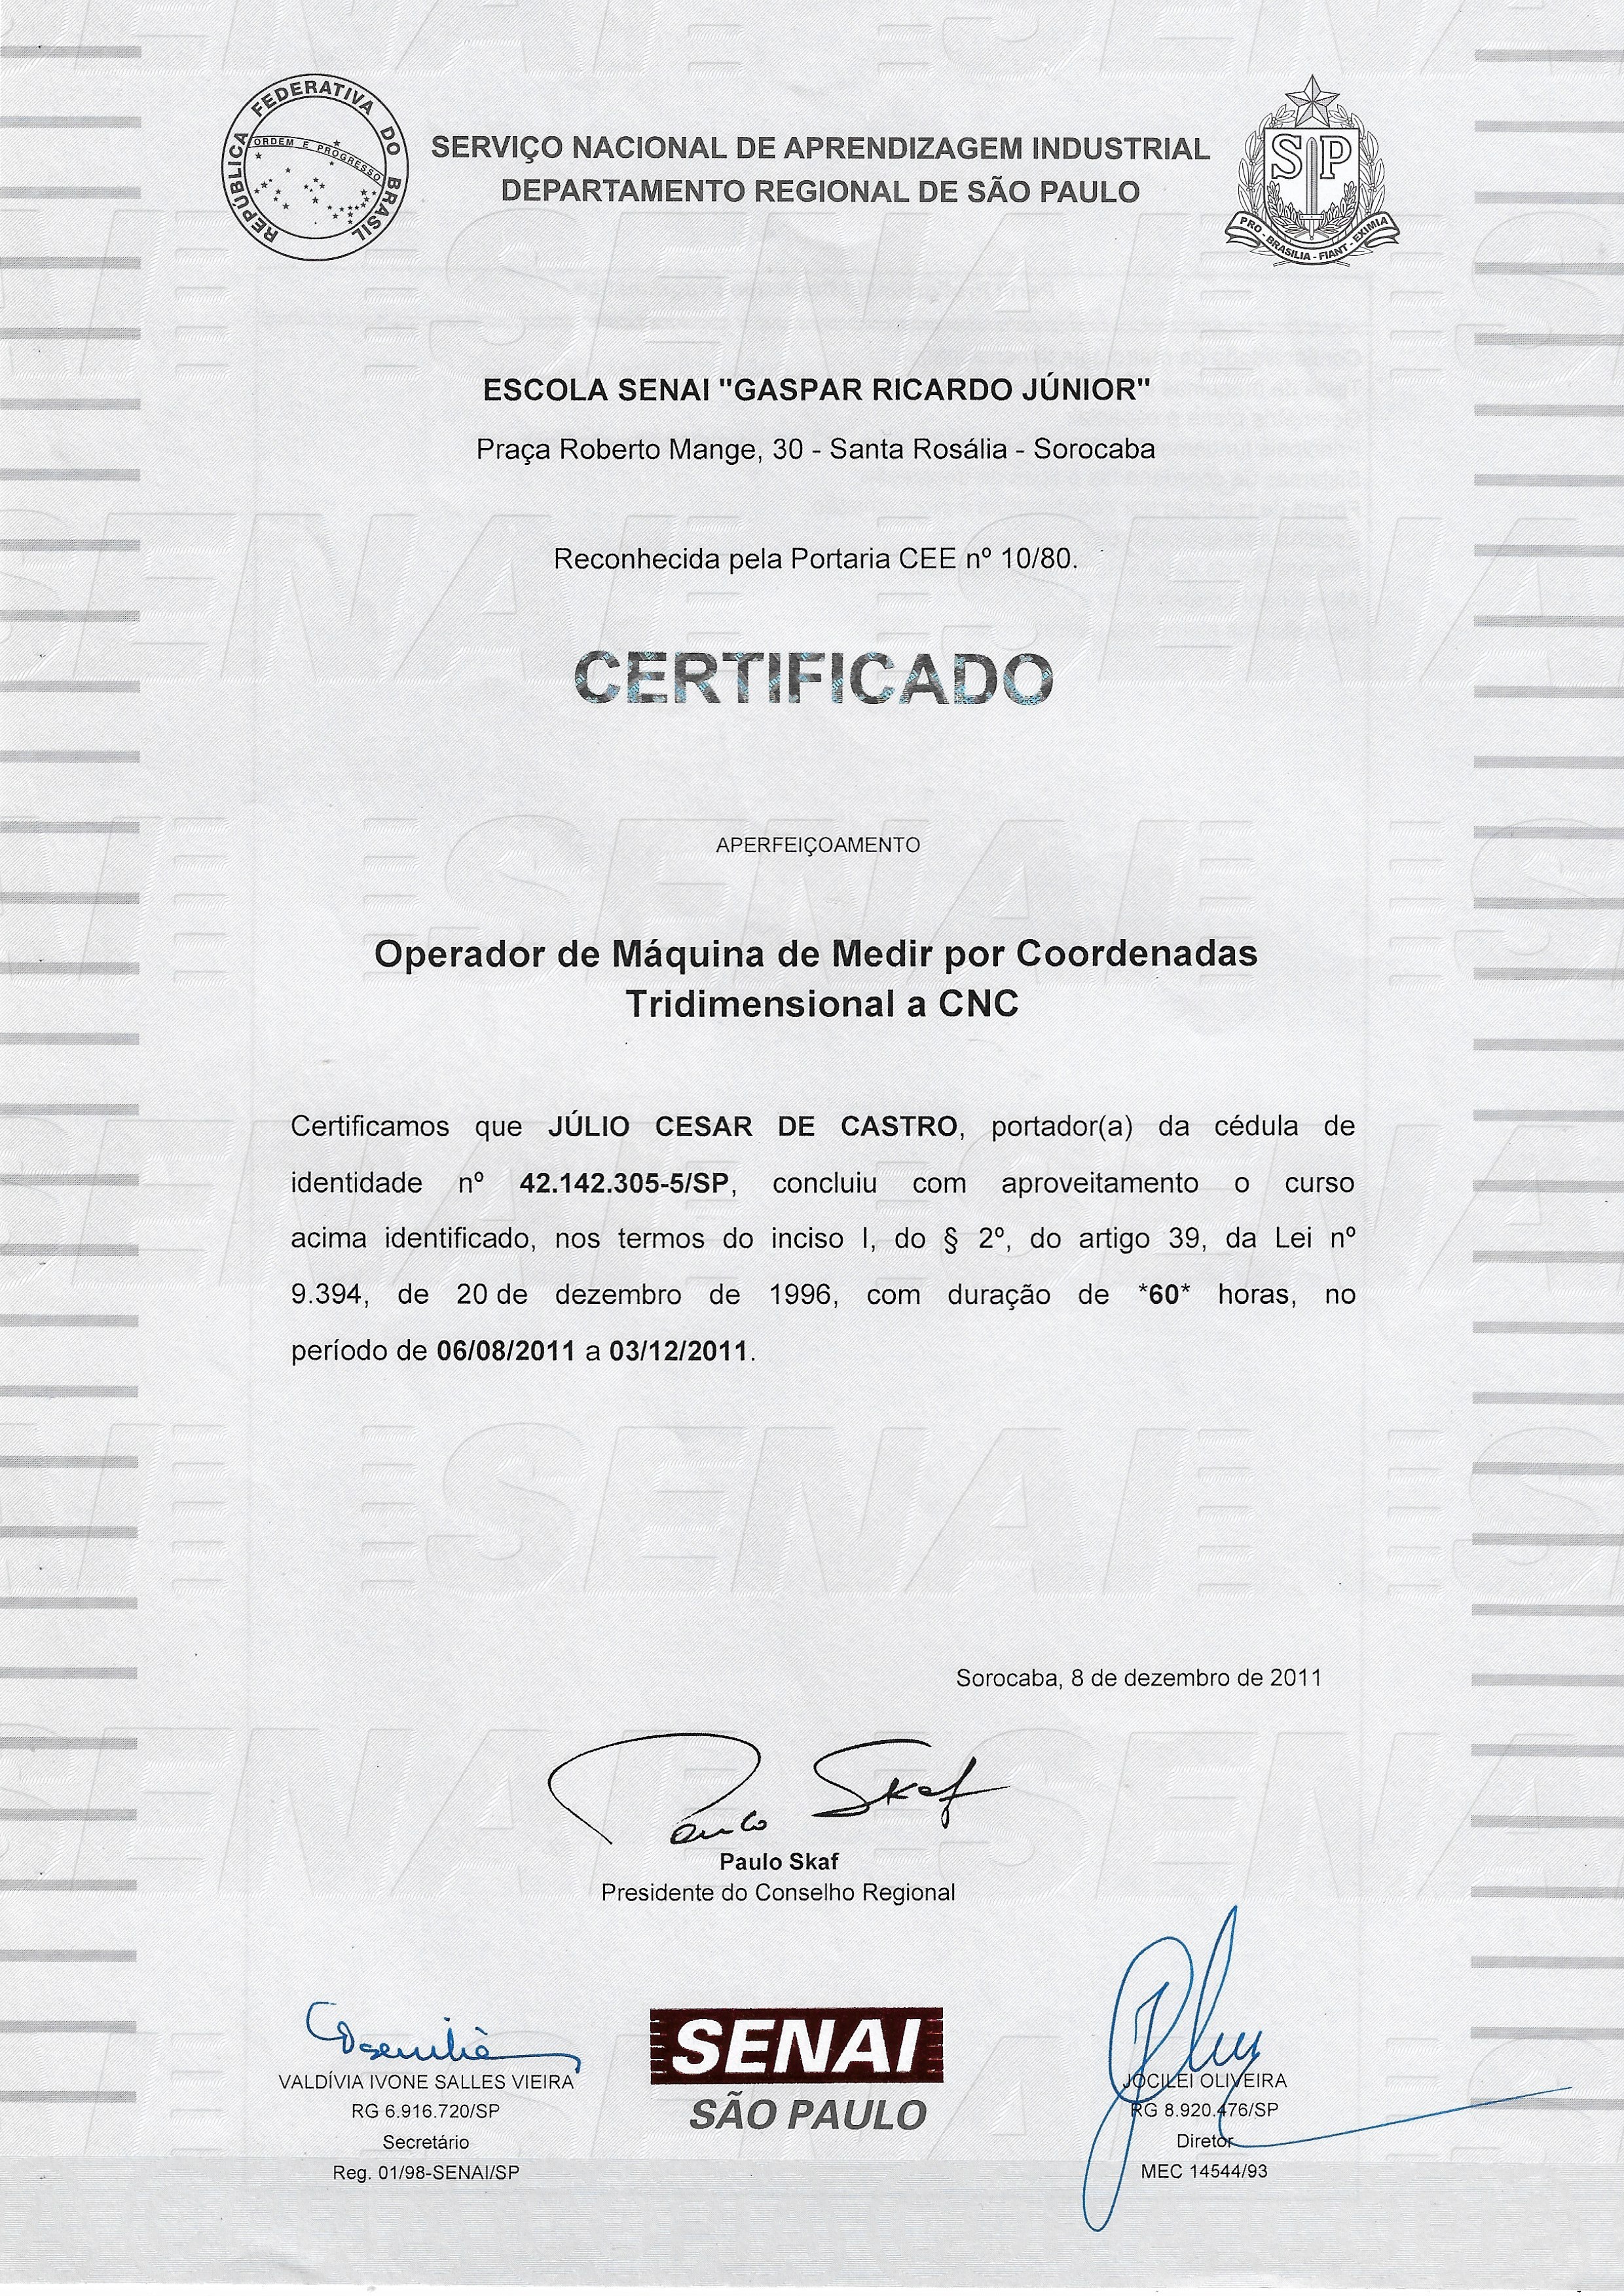 REPÚBLICA FEDERATIVA DO BRASIL
ORDEM E PROGRESSO
SERVIÇO NACIONAL DE APRENDIZAGEM INDUSTRIAL
DEPARTAMENTO REGIONAL DE SÃO PAULO
SP
PRO - BRASILIA - FIANT - EXIMIA
ESCOLA SENAI "GASPAR RICARDO JÚNIOR"
Praça Roberto Mange, 30 - Santa Rosália - Sorocaba
Reconhecida pela Portaria CEE nº 10/80.
CERTIFICADO
APERFEIÇOAMENTO
Operador de Máquina de Medir por Coordenadas
Tridimensional a CNC
Certificamos que JÚLIO CESAR DE CASTRO, portador(a) da cédula de
identidade nº 42.142.305-5/SP, concluiu com aproveitamento o curso
acima identificado, nos termos do inciso I, do § 2º, do artigo 39, da Lei nº
9.394, de 20 de dezembro de 1996, com duração de *60* horas, no
período de 06/08/2011 a 03/12/2011.
Sorocaba, 8 de dezembro de 2011
Paulo Skaf
Paulo Skaf
Presidente do Conselho Regional
VALDÍVIA IVONE SALLES VIEIRA
RG 6.916.720/SP
Secretário
Reg. 01/98-SENAI/SP
SENAI
SÃO PAULO
JOCILEI OLIVEIRA
RG 8.920.476/SP
Diretor
MEC 14544/93